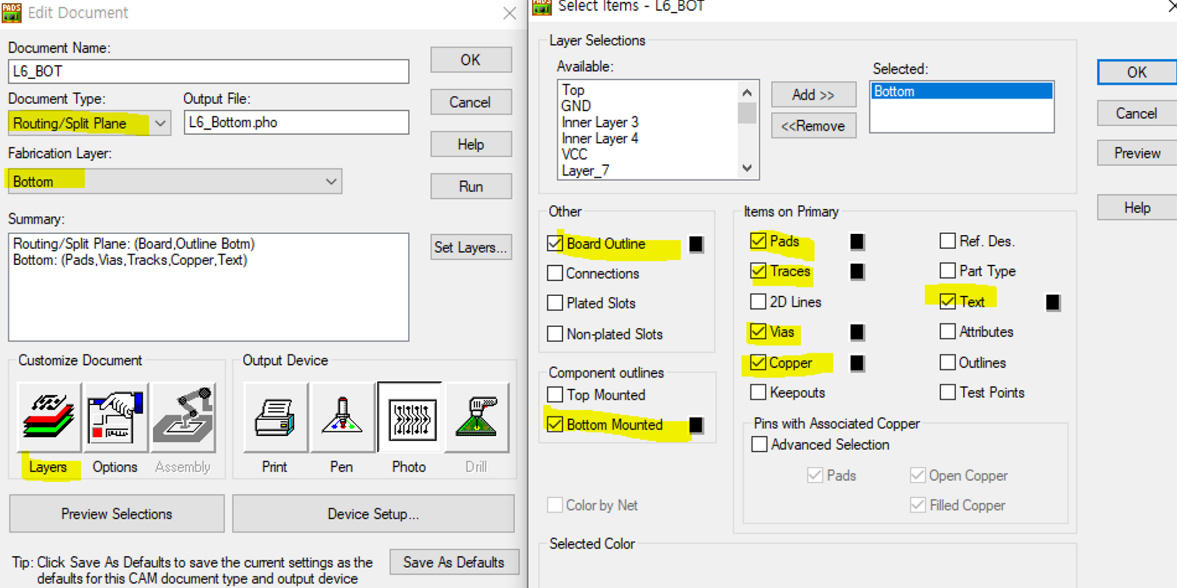 Edit Document
Document Name:
L6_BOT
Document Type:
Output File:
Routing/Split Plane
L6_Bottom.pho
Fabrication Layer:
Bottom
Summary:
Routing/Split Plane: (Board,Outline Botm)
Bottom: (Pads,Vias,Tracks,Copper,Text)
OK
Cancel
Help
Run
Set Layers...
Customize Document
Layers
Options
Assembly
Output Device
Print
Pen
Photo
Drill
Preview Selections
Device Setup...
Tip: Click Save As Defaults to save the current settings as the
defaults for this CAM document type and output device
Save As Defaults
Select Items - L6_BOT
Layer Selections
Available:
Top
GND
Inner Layer 3
Inner Layer 4
VCC
Layer_7
Add >>
<<Remove
Selected:
Bottom
OK
Cancel
Preview
Help
Other
Board Outline
Connections
Plated Slots
Non-plated Slots
Component outlines
Top Mounted
Bottom Mounted
Color by Net
Items on Primary
Pads
Traces
2D Lines
Vias
Copper
Keepouts
Ref. Des.
Part Type
Text
Attributes
Outlines
Test Points
Pins with Associated Copper
Advanced Selection
Pads
Open Copper
Filled Copper
Selected Color